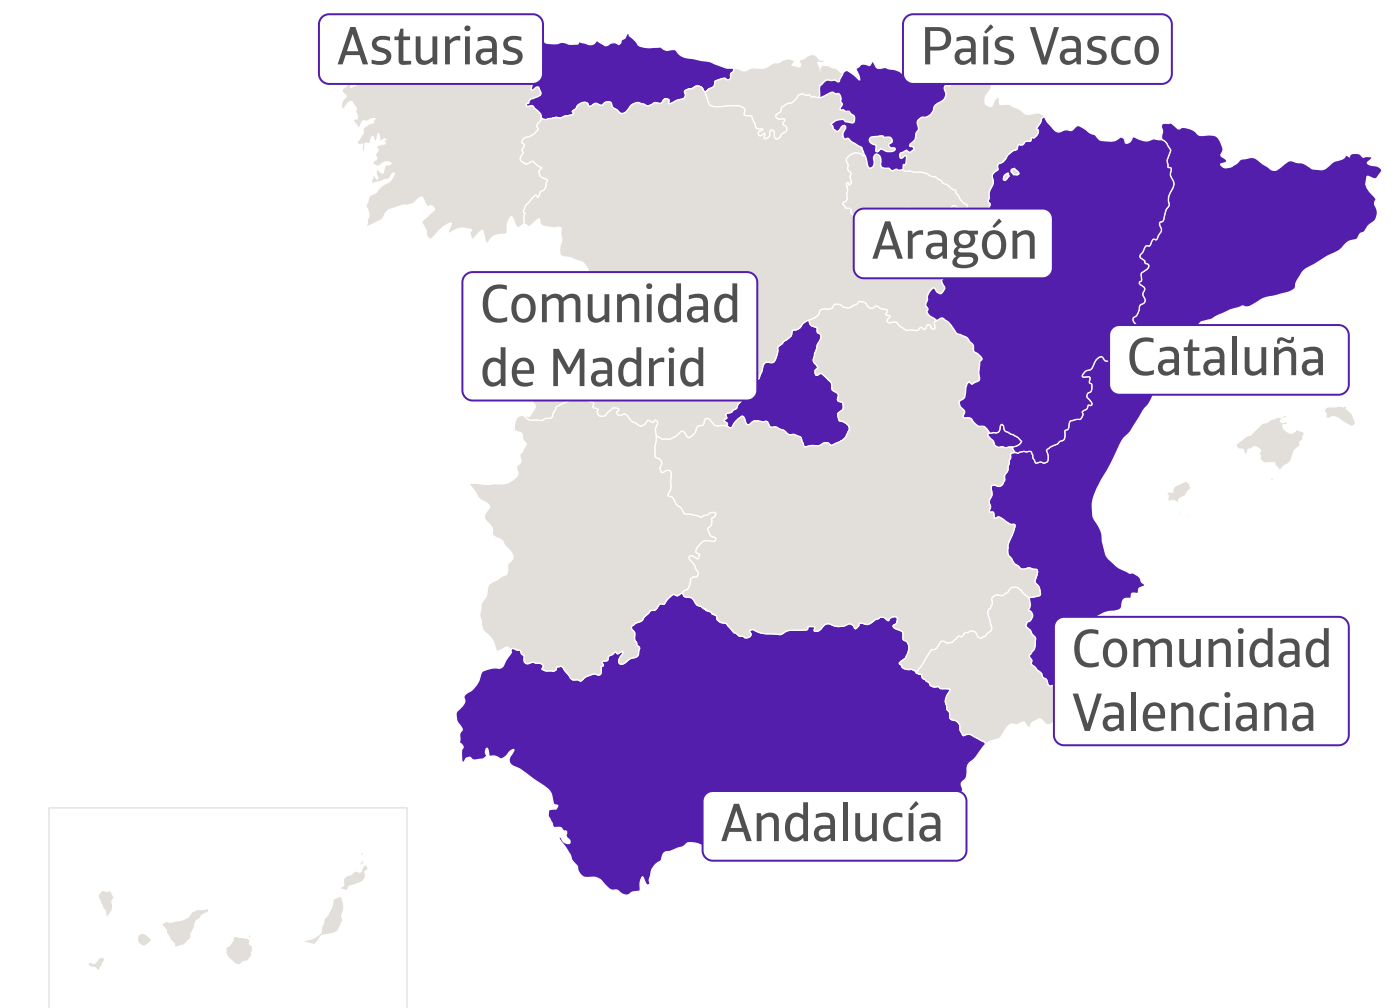 Asturias
País Vasco
Aragón
Comunidad
de Madrid
Cataluña
Comunidad
Valenciana
Andalucía